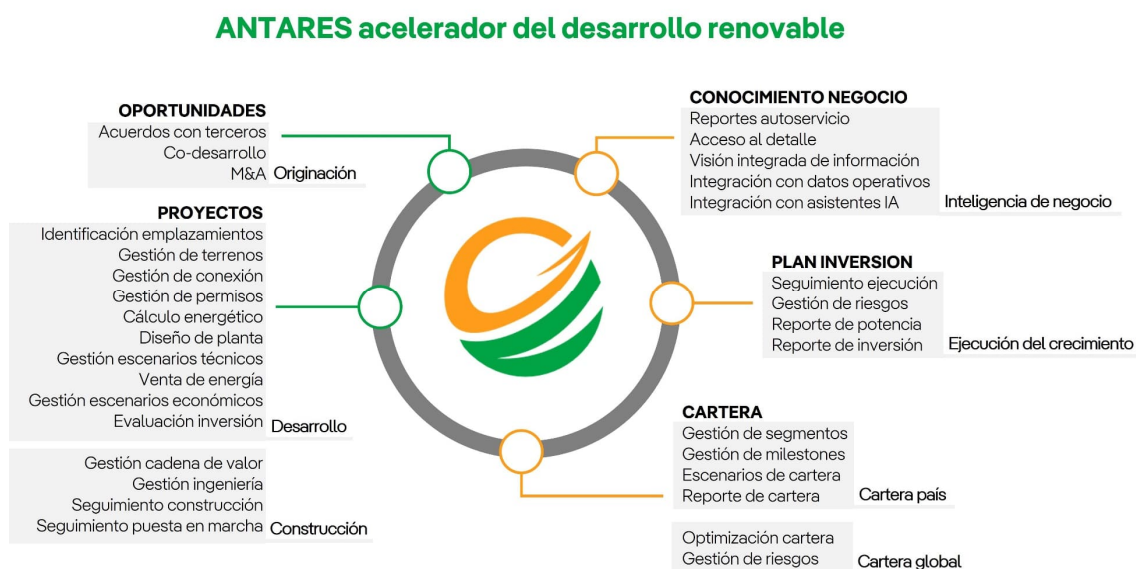 ANTARES acelerador del desarrollo renovable
OPORTUNIDADES
Acuerdos con terceros
Co-desarrollo
M&A
Originación
PROYECTOS
Identificación emplazamientos
Gestión de terrenos
Gestión de conexión
Gestión de permisos
Cálculo energético
Diseño de planta
Gestión escenarios técnicos
Venta de energía
Gestión escenarios económicos
Evaluación inversión
Desarrollo
Gestión cadena de valor
Gestión ingeniería
Seguimiento construcción
Seguimiento puesta en marcha
Construcción
CONOCIMIENTO NEGOCIO
Reportes autoservicio
Acceso al detalle
Visión integrada de información
Integración con datos operativos
Integración con asistentes IA
Inteligencia de negocio
PLAN INVERSION
Seguimiento ejecución
Gestión de riesgos
Reporte de potencia
Reporte de inversión
Ejecución del crecimiento
CARTERA
Gestión de segmentos
Gestión de milestones
Escenarios de cartera
Reporte de cartera
Cartera país
Optimización cartera
Gestión de riesgos
Cartera global